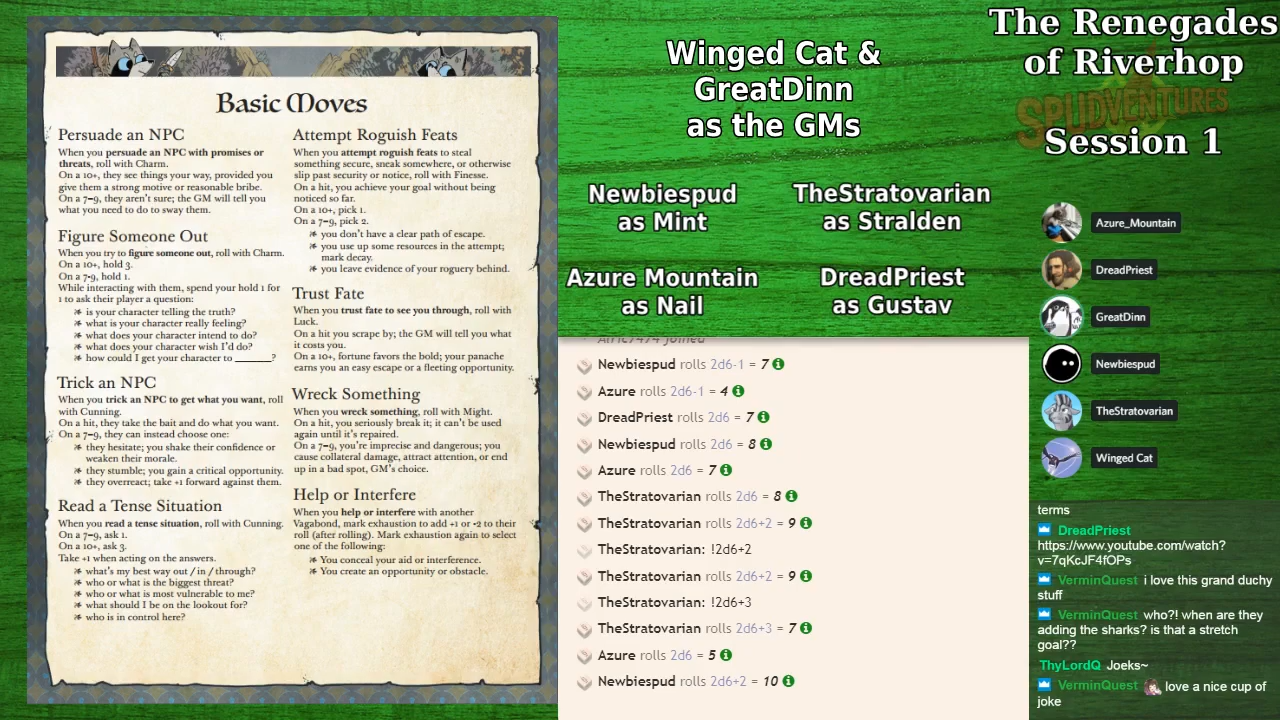 Basic Moves
Persuade an NPC
When you persuade an NPC with promises or
threats, roll with Charm.
On a 10+, they see things your way, provided you
give them a strong motive or reasonable bribe.
On a 7–9, they aren't sure; the GM will tell you
what you need to do to sway them.
Figure Someone Out
When you try to figure someone out, roll with Charm.
On a 10+, hold 3.
On a 7-9, hold 1.
While interacting with them, spend your hold 1 for
1 to ask their player a question:
is your character telling the truth?
what is your character really feeling?
what does your character intend to do?
what does your character wish I'd do?
how could I get your character to ______?
Trick an NPC
When you trick an NPC to get what you want, roll
with Cunning.
On a hit, they take the bait and do what you want.
On a 7–9, they can instead choose one:
they hesitate; you shake their confidence or
weaken their morale.
they stumble; you gain a critical opportunity.
they overreact; take +1 forward against them.
Read a Tense Situation
When you read a tense situation, roll with Cunning.
On a 7–9, ask 1.
On a 10+, ask 3.
Take +1 when acting on the answers.
what's my best way out / in / through?
who or what is the biggest threat?
who or what is most vulnerable to me?
what should I be on the lookout for?
who is in control here?
Attempt Roguish Feats
When you attempt roguish feats to steal
something secure, sneak somewhere, or otherwise
slip past security or notice, roll with Finesse.
On a hit, you achieve your goal without being
noticed so far.
On a 10+, pick 1.
On a 7–9, pick 2.
you don't have a clear path of escape.
you use up some resources in the attempt;
mark decay.
you leave evidence of your roguery behind.
Trust Fate
When you trust fate to see you through, roll with
Luck.
On a hit you scrape by; the GM will tell you what
it costs you.
On a 10+, fortune favors the bold; your panache
earns you an easy escape or a fleeting opportunity.
Wreck Something
When you wreck something, roll with Might.
On a hit, you seriously break it; it can't be used
again until it's repaired.
On a 7–9, you're imprecise and dangerous; you
cause collateral damage, attract attention, or end
up in a bad spot, GM's choice.
Help or Interfere
When you help or interfere with another
Vagabond, mark exhaustion to add +1 or -2 to their
roll (after rolling). Mark exhaustion again to select
one of the following:
You conceal your aid or interference.
You create an opportunity or obstacle.
Winged Cat &
GreatDinn
as the GMs
Newbiespud
as Mint
TheStratovarian
as Stralden
Azure Mountain
as Nail
DreadPriest
as Gustav
Newbiespud rolls 2d6-1 = 7
Azure rolls 2d6-1 = 4
DreadPriest rolls 2d6 = 7
Newbiespud rolls 2d6 = 8
Azure rolls 2d6 = 7
TheStratovarian rolls 2d6 = 8
TheStratovarian rolls 2d6+2 = 9
TheStratovarian: !2d6+2
TheStratovarian rolls 2d6+2 = 9
TheStratovarian: !2d6+3
TheStratovarian rolls 2d6+3 = 7
Azure rolls 2d6 = 5
Newbiespud rolls 2d6+2 = 10
The Renegades
of Riverhop
SPUDVENTURES
Session 1
Azure_Mountain
DreadPriest
GreatDinn
Newbiespud
TheStratovarian
Winged Cat
terms
DreadPriest
https://www.youtube.com/watch?
v=7qKcJF4fOPs
VerminQuest i love this grand duchy
stuff
VerminQuest who?! when are they
adding the sharks? is that a stretch
goal??
ThyLordQ Joeks~
VerminQuest love a nice cup of
joke